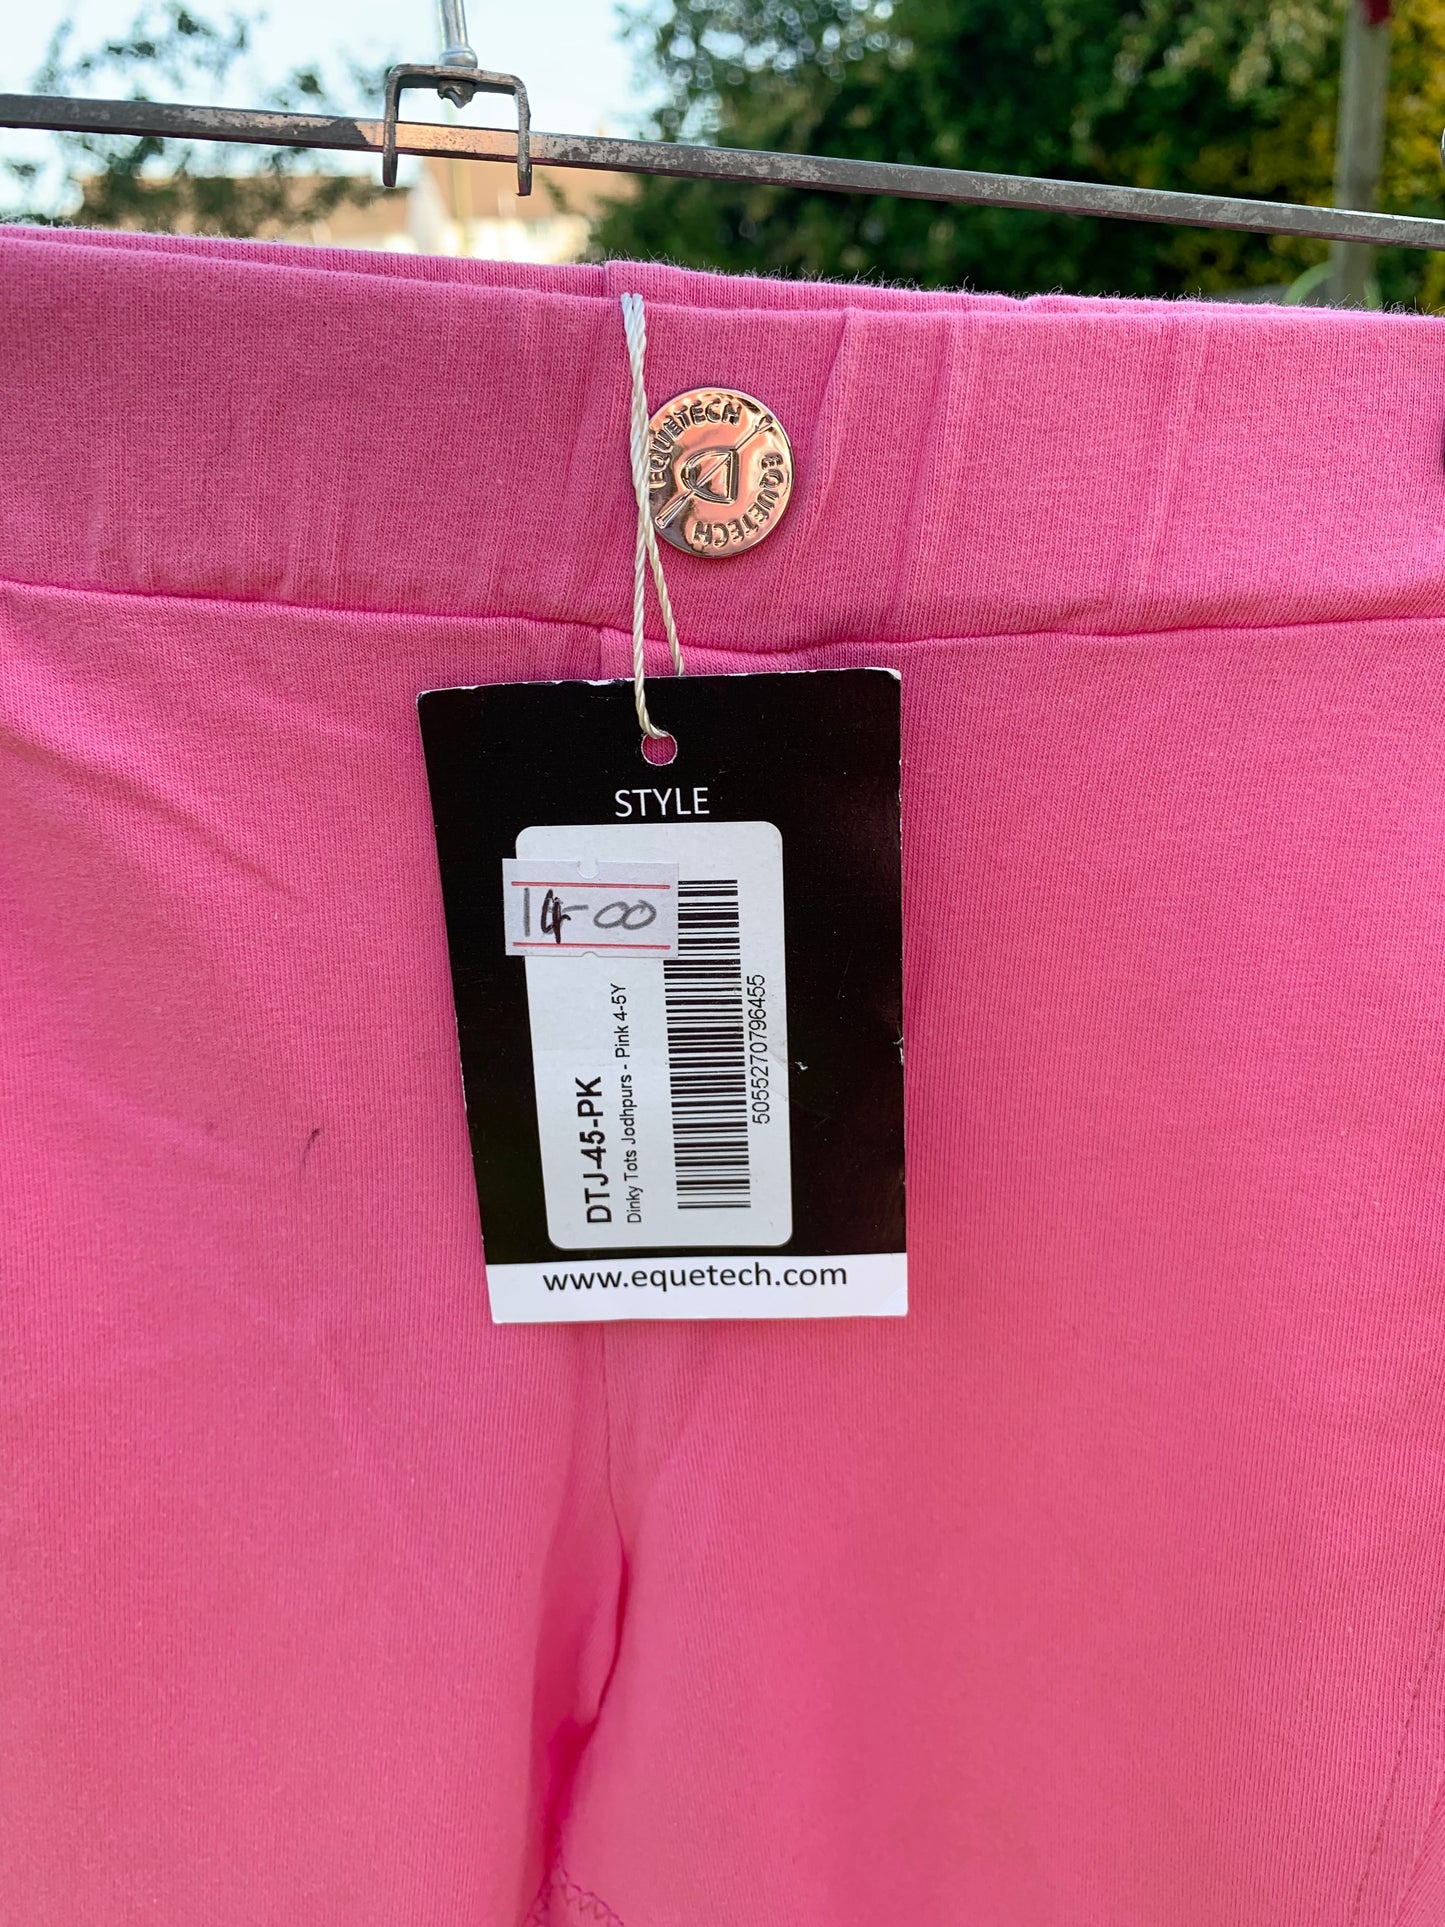 EQUETECH
EQUETECH
STYLE
14-00
DTJ-45-PK
Dinky Tots Jodhpurs - Pink 4-5Y
5055270796455
www.equetech.com